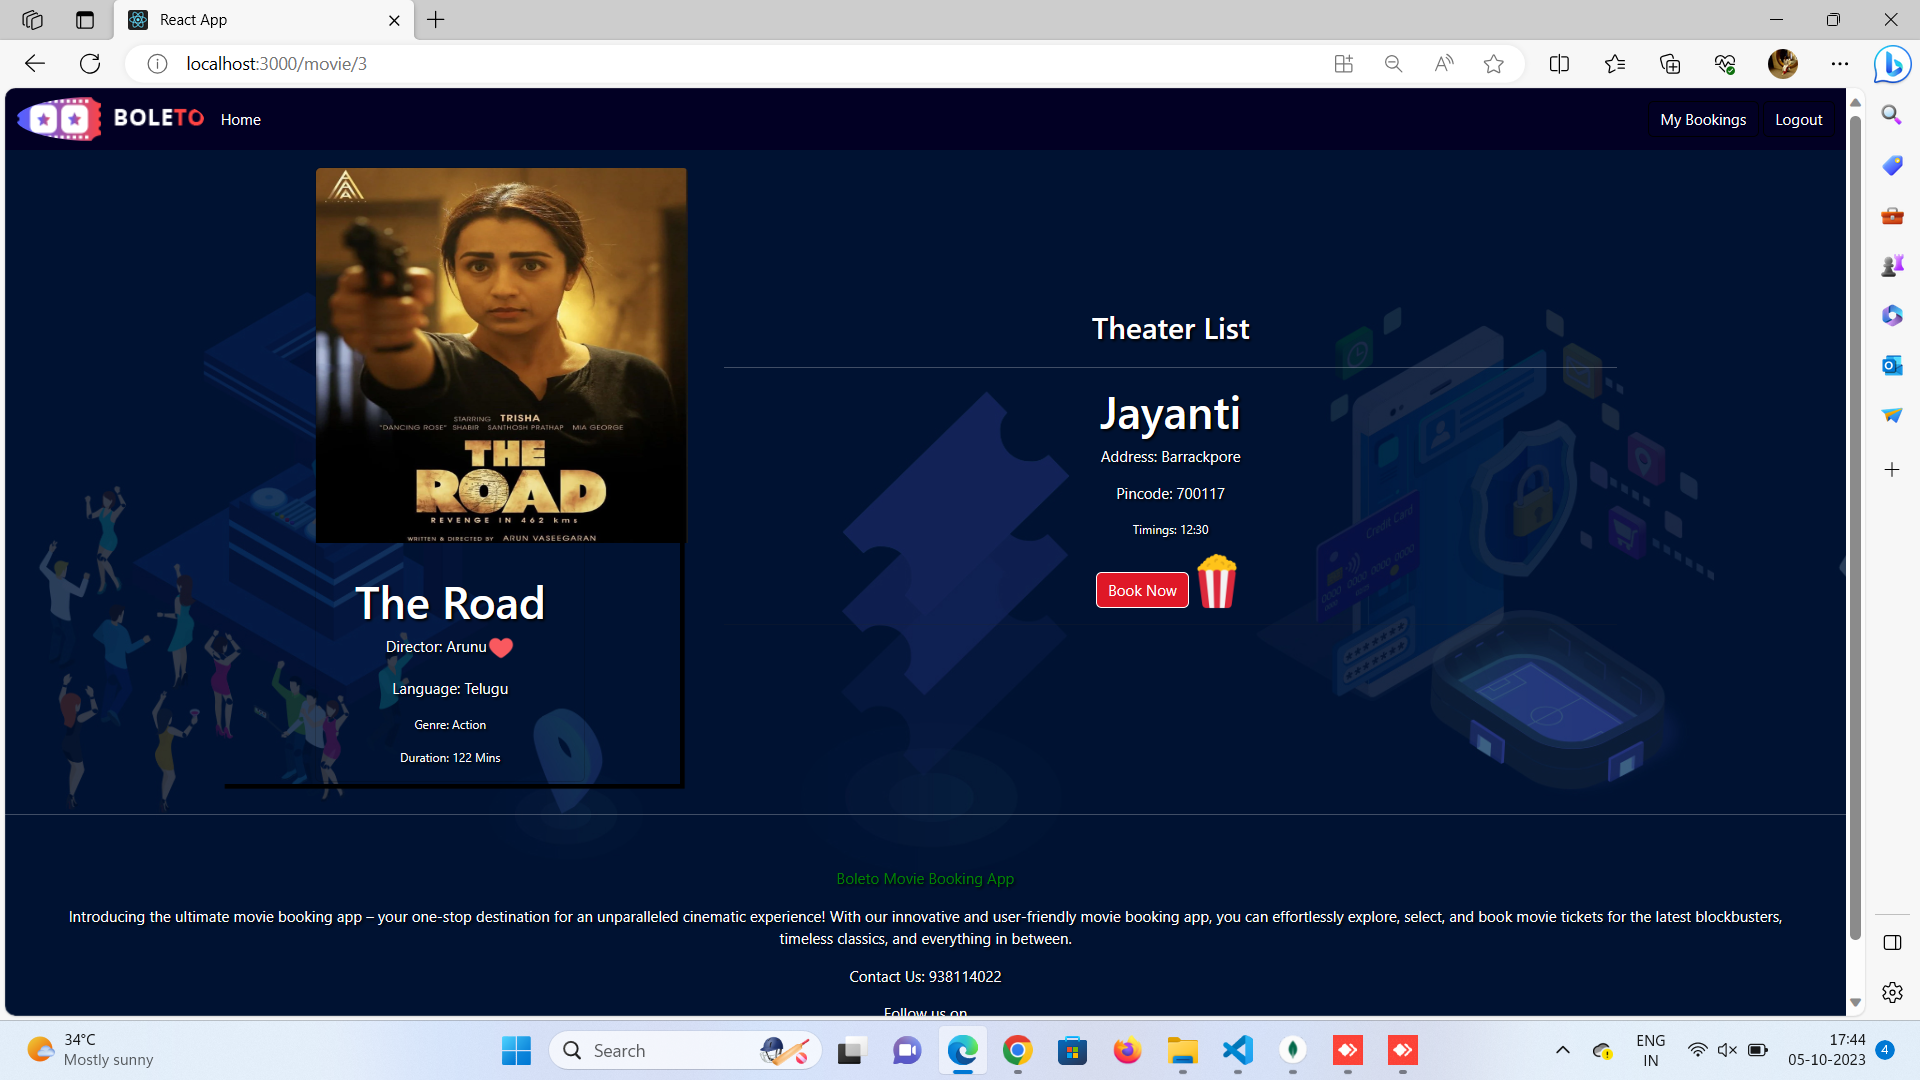 React App
localhost:3000/movie/3
BOLETO
Home
My Bookings
Logout
STARRING TRISHA
"DANCING ROSE" SHABIR SANTHOSH PRATHAP MIA GEORGE
THE
ROAD
REVENGE IN 462 kms
WRITTEN & DIRECTED BY ARUN VASEEGARAN
The Road
Director: Arunu
Language: Telugu
Genre: Action
Duration: 122 Mins
Theater List
Jayanti
Address: Barrackpore
Pincode: 700117
Timings: 12:30
Book Now
Credit Card
Boleto Movie Booking App
Introducing the ultimate movie booking app – your one-stop destination for an unparalleled cinematic experience! With our innovative and user-friendly movie booking app, you can effortlessly explore, select, and book movie tickets for the latest blockbusters,
timeless classics, and everything in between.
Contact Us: 938114022
Follow us on
34°C
Mostly sunny
Search
ENG
IN
17:44
05-10-2023
4